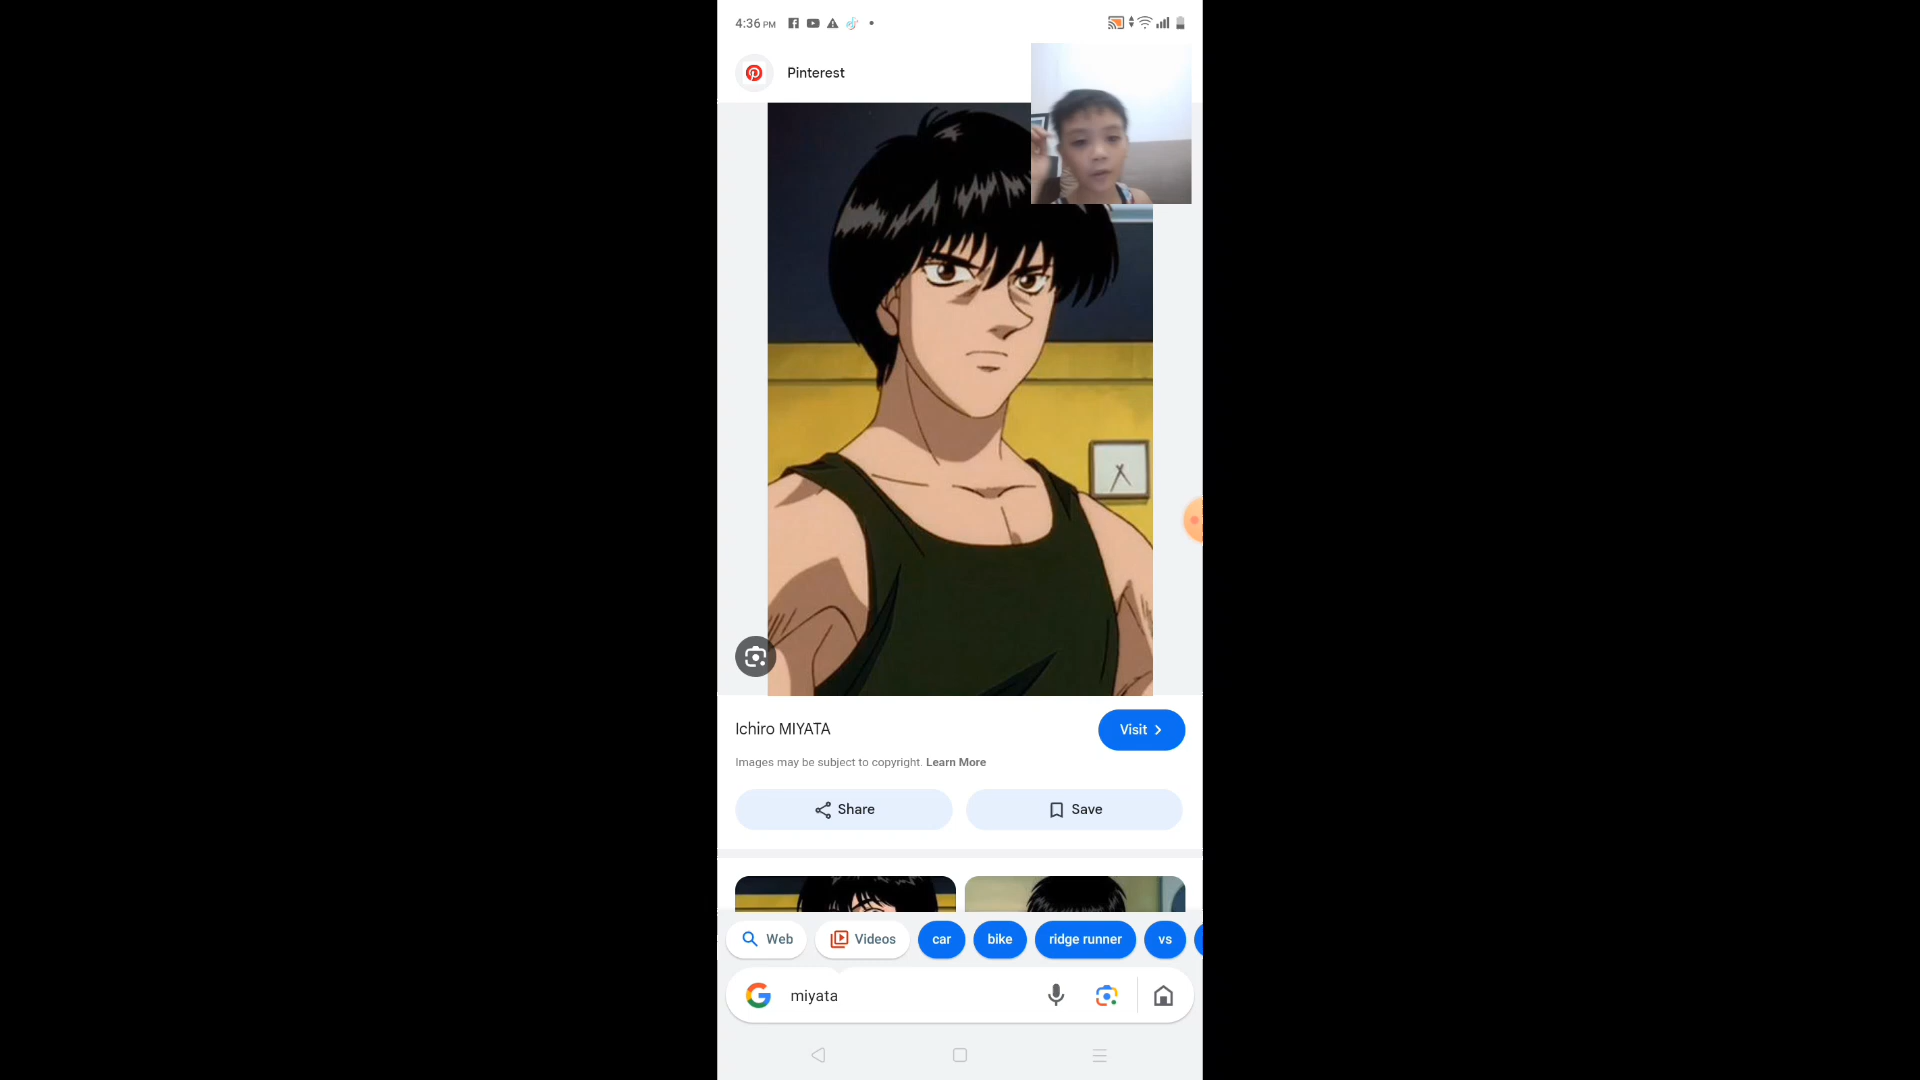 4:36 PM
Pinterest
Ichiro MIYATA
Visit
Images may be subject to copyright. Learn More
Share
Save
Web
Videos
car
bike
ridge runner
vs
miyata